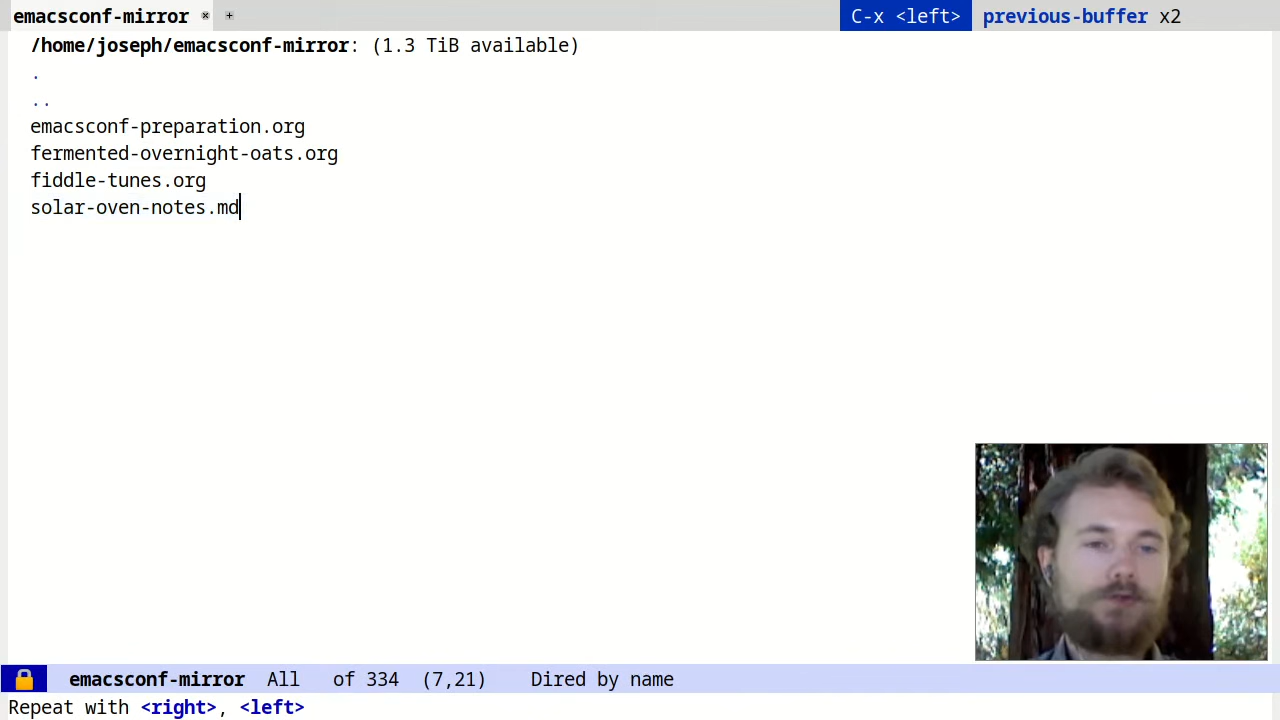 emacsconf-mirror × + C-x <left> previous-buffer x2
/home/joseph/emacsconf-mirror: (1.3 TiB available)
.
..
emacsconf-preparation.org
fermented-overnight-oats.org
fiddle-tunes.org
solar-oven-notes.md
emacsconf-mirror All of 334 (7,21) Dired by name
Repeat with <right>, <left>